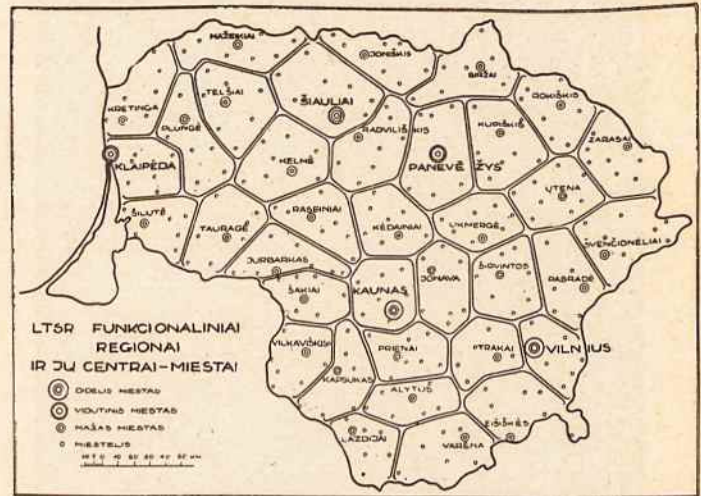 MAŽEIKIAI
JONIŠKIS
BIRŽAI
ROKIŠKIS
KRETINGA
PLUNGĖ
TELŠIAI
ŠIAULIAI
RADVILIŠKIS
KUPIŠKIS
ZARASAI
KLAIPĖDA
KELMĖ
PANEVĖŽYS
UTENA
ŠILUTĖ
TAURAGĖ
RASEINIAI
KĖDAINIAI
UKMERGĖ
ŠVENČIONĖLIAI
JURBARKAS
ŠAKIAI
KAUNAS
JONAVA
ŠIRVINTOS
PABRADĖ
LTSR FUNKCIONALINIAI
REGIONAI
IR JŲ CENTRAI-MIESTAI
VILKAVIŠKIS
KAPSUKAS
PRIENAI
TRAKAI
VILNIUS
DIDELIS MIESTAS
VIDUTINIS MIESTAS
MAŽAS MIESTAS
MIESTELIS
ALYTUS
LAZDIJAI
VARĖNA
EIŠIŠKĖS